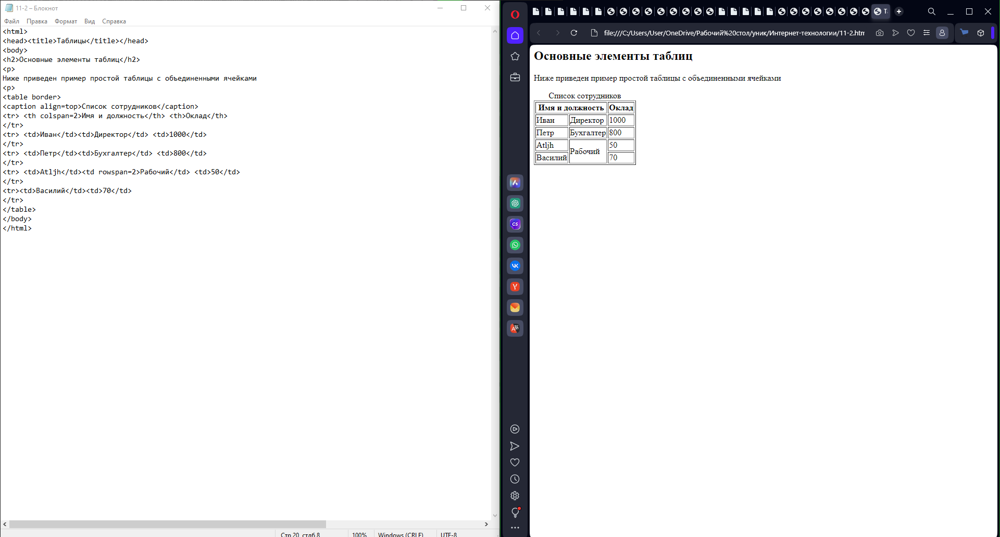 11-2 – Блокнот
Файл Правка Формат Вид Справка
<html>
<head><title>Таблицы</title></head>
<body>
<h2>Основные элементы таблиц</h2>
<p>
Ниже приведен пример простой таблицы с объединенными ячейками
<p>
<table border>
<caption align=top>Список сотрудников</caption>
<tr> <th colspan=2>Имя и должность</th> <th>Оклад</th>
</tr>
<tr> <td>Иван</td><td>Директор</td> <td>1000</td>
</tr>
<tr> <td>Петр</td><td>Бухгалтер</td> <td>800</td>
</tr>
<tr> <td>Atljh</td><td rowspan=2>Рабочий</td> <td>50</td>
</tr>
<tr><td>Василий</td><td>70</td>
</tr>
</table>
</body>
</html>
Стр 20, стлб 8 100% Windows (CRLF) UTF-8
file:///C:/Users/User/OneDrive/Рабочий%20стол/уник/Интернет-технологии/11-2.htm
Основные элементы таблиц
Ниже приведен пример простой таблицы с объединенными ячейками
Список сотрудников
Имя и должность Оклад
Иван Директор 1000
Петр Бухгалтер 800
Atljh Рабочий 50
Василий 70